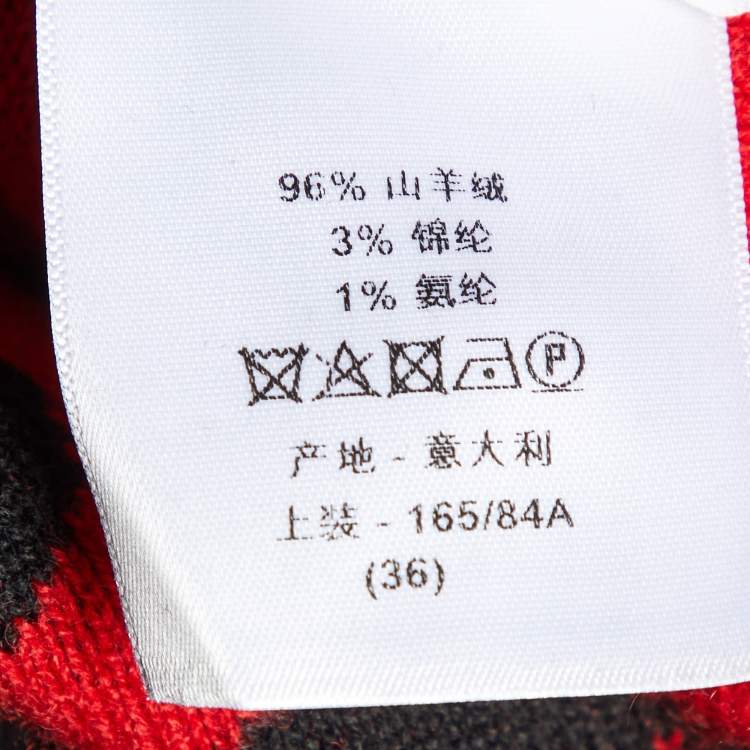 96% 山羊绒
3% 锦纶
1% 氨纶
P
产地 - 意大利
上装 - 165/84A
(36)